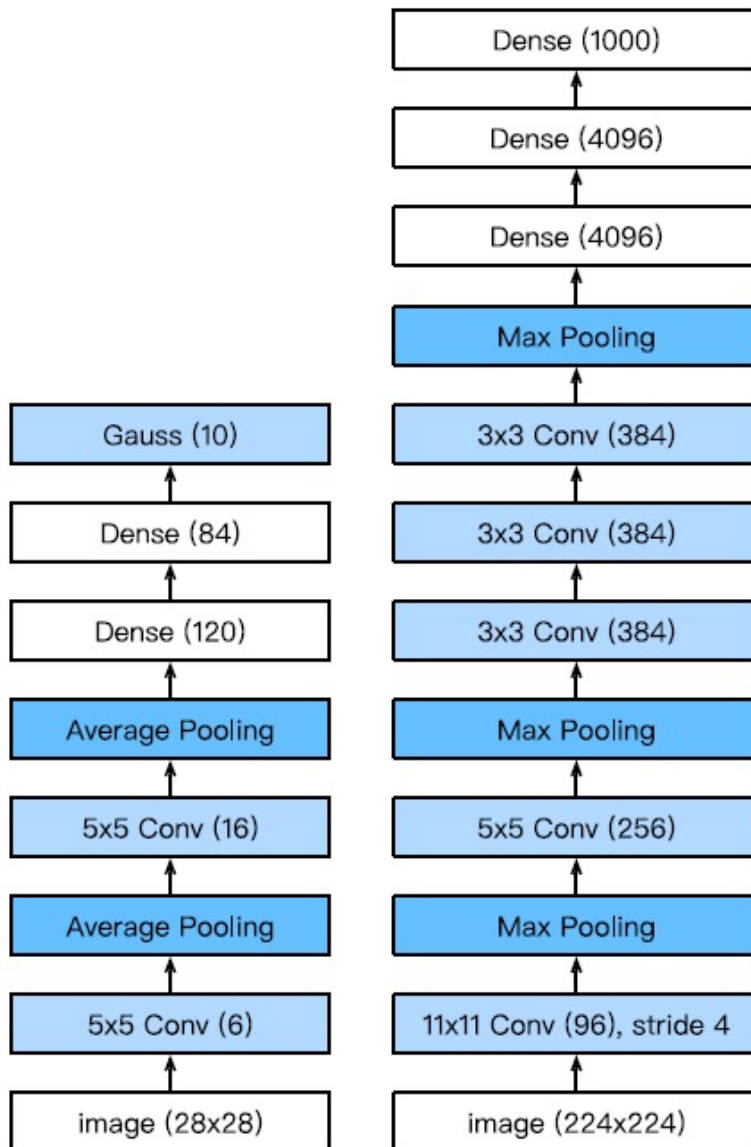 Dense (1000)
Dense (4096)
Dense (4096)
Max Pooling
Gauss (10)
3x3 Conv (384)
Dense (84)
3x3 Conv (384)
Dense (120)
3x3 Conv (384)
Average Pooling
Max Pooling
5x5 Conv (16)
5x5 Conv (256)
Average Pooling
Max Pooling
5x5 Conv (6)
11x11 Conv (96), stride 4
image (28x28)
image (224x224)